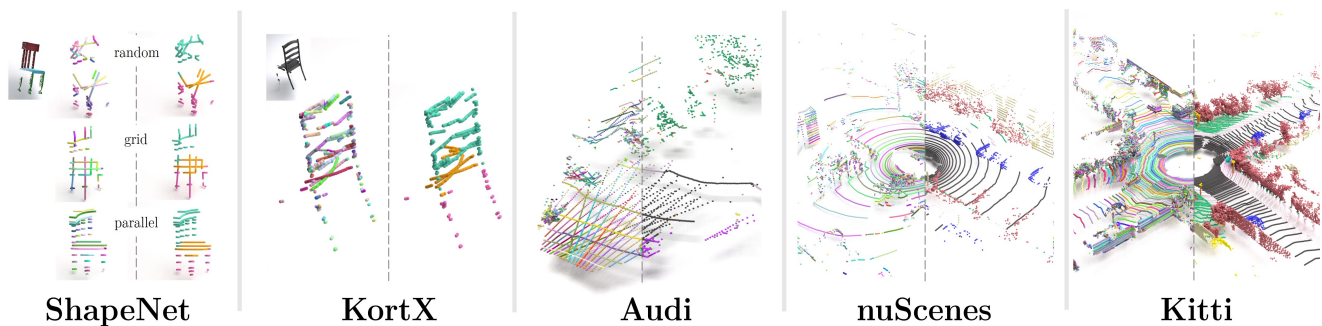 random
grid
parallel
ShapeNet
KortX
Audi
nuScenes
Kitti